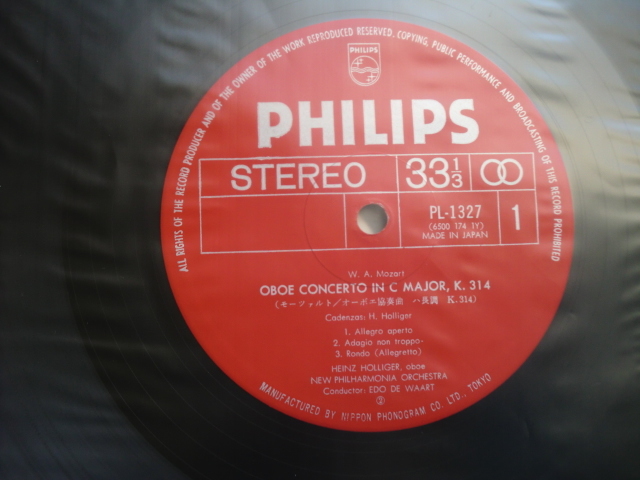 ALL RIGHTS OF THE RECORD PRODUCER AND OF THE OWNER OF THE WORK REPRODUCED RESERVED. COPYING, PUBLIC PERFORMANCE AND BROADCASTING OF THIS RECORD PROHIBITED
PHILIPS
PHILIPS
STEREO 33 1/3
PL-1327 1
(6500 174 1Y)
MADE IN JAPAN
W. A. Mozart
OBOE CONCERTO IN C MAJOR, K. 314
(モーツァルト/オーボエ協奏曲 ハ長調 K.314)
Cadenzas: H. Holliger
1. Allegro aperto
2. Adagio non troppo
3. Rondo (Allegretto)
HEINZ HOLLIGER, oboe
NEW PHILHARMONIA ORCHESTRA
Conductor: EDO DE WAART
②
MANUFACTURED BY NIPPON PHONOGRAM CO. LTD., TOKYO